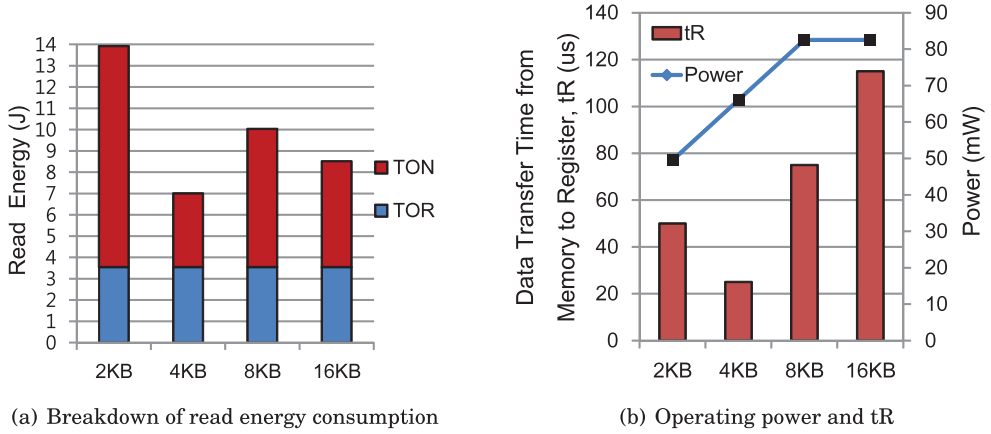 14
13
12
11
10
9
8
7
6
5
4
3
2
1
0
Read Energy (J)
2KB 4KB 8KB 16KB
TON
TOR
(a) Breakdown of read energy consumption
Data Transfer Time from
Memory to Register, tR (us)
140
120
100
80
60
40
20
0
tR
Power
2KB 4KB 8KB 16KB
90
80
70
60
50
40
30
20
10
0
Power (mW)
(b) Operating power and tR